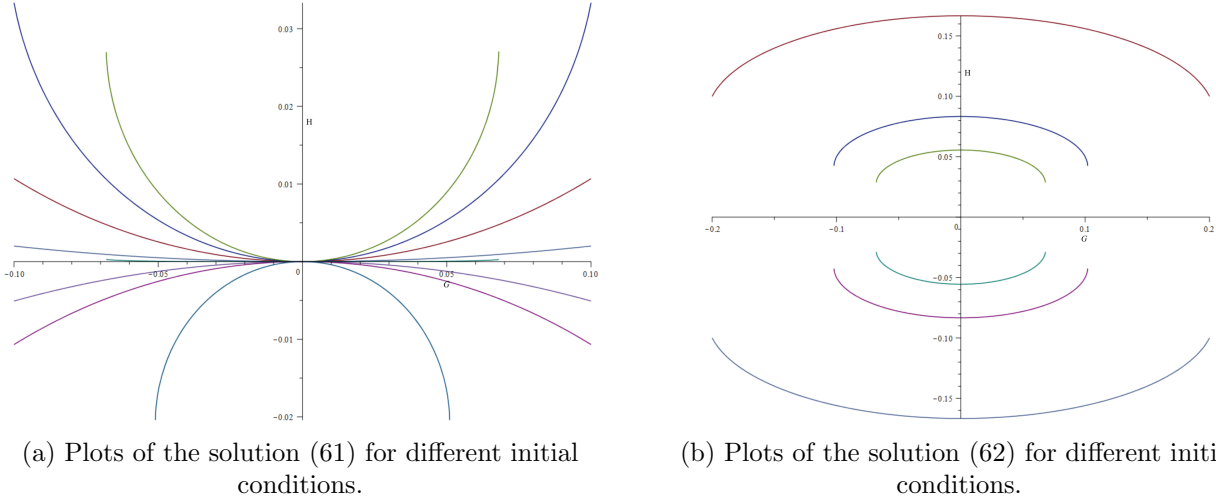 0.03
0.02
H
0.01
−0.10
−0.05
0
0.05
0.10
G
−0.01
−0.02
0.15
H
0.10
0.05
−0.2
−0.1
0.
0.1
0.2
G
−0.05
−0.10
−0.15
(a) Plots of the solution (61) for different initial
conditions.
(b) Plots of the solution (62) for different initi
conditions.